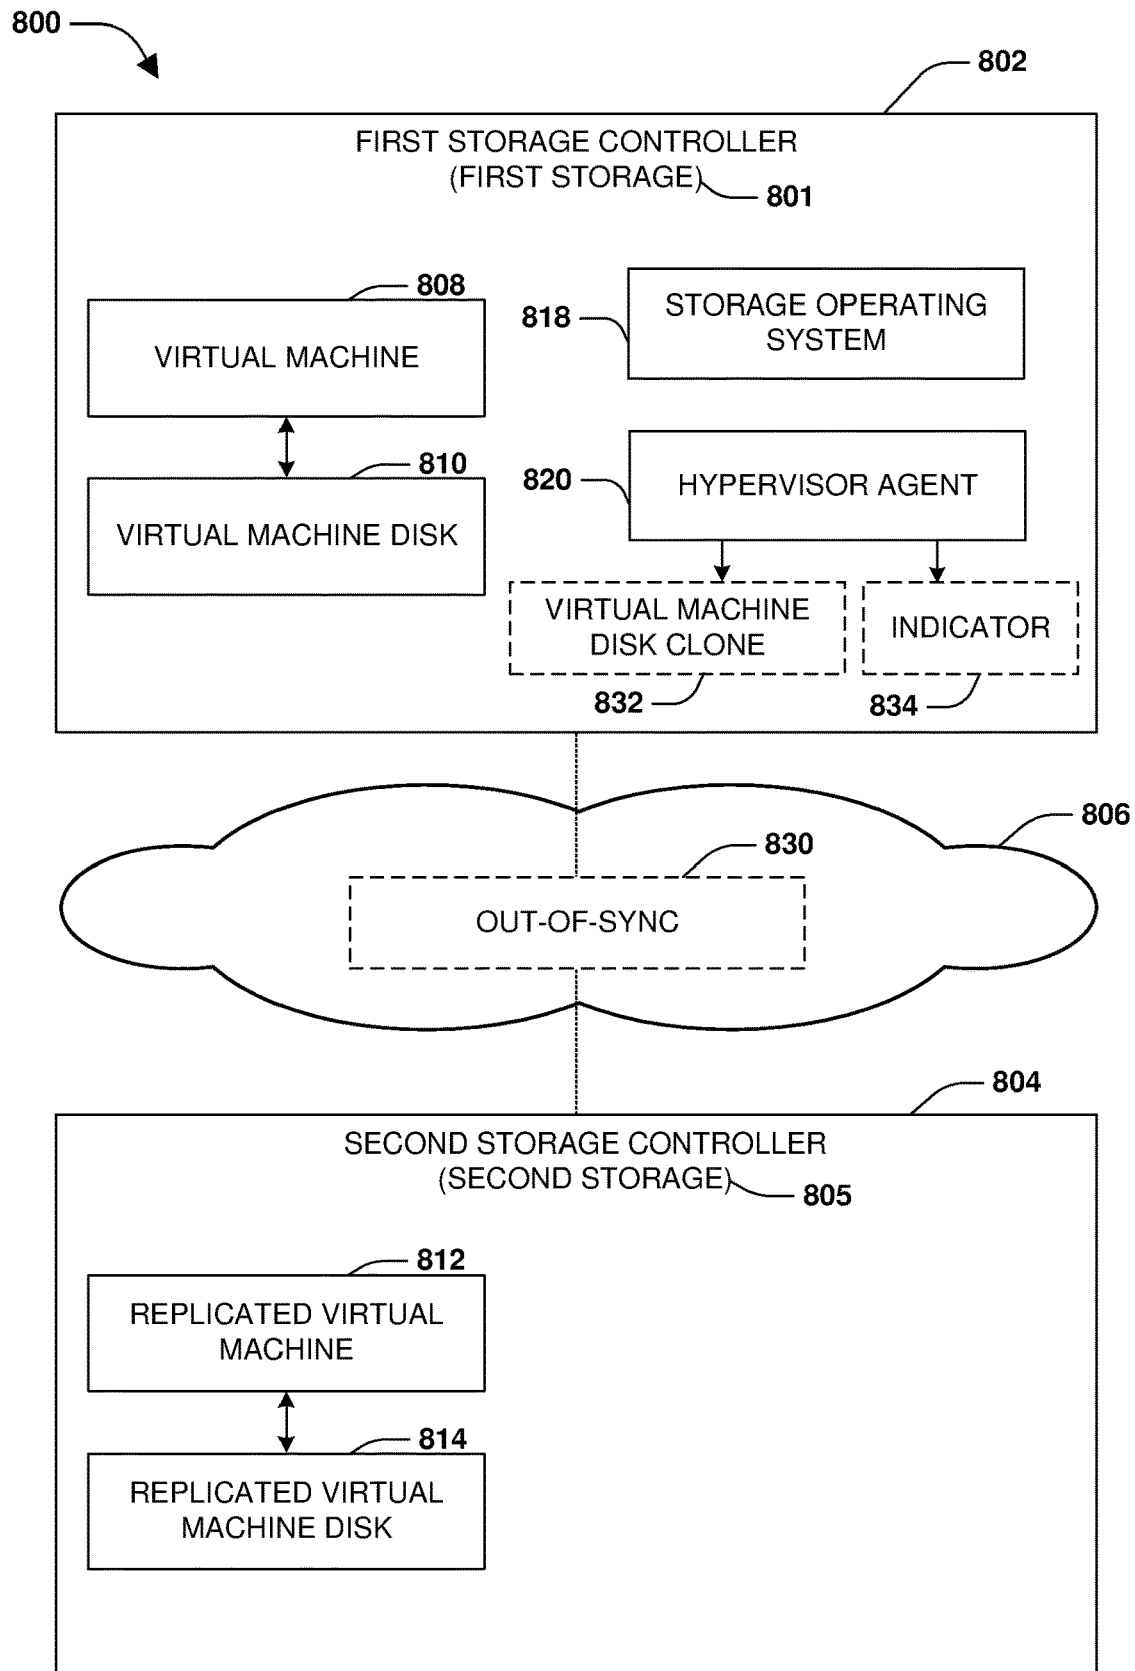 800
802
FIRST STORAGE CONTROLLER
(FIRST STORAGE)
801
808
VIRTUAL MACHINE
818
STORAGE OPERATING
SYSTEM
810
VIRTUAL MACHINE DISK
820
HYPERVISOR AGENT
VIRTUAL MACHINE
DISK CLONE
INDICATOR
832
834
806
830
OUT-OF-SYNC
804
SECOND STORAGE CONTROLLER
(SECOND STORAGE)
805
812
REPLICATED VIRTUAL
MACHINE
814
REPLICATED VIRTUAL
MACHINE DISK